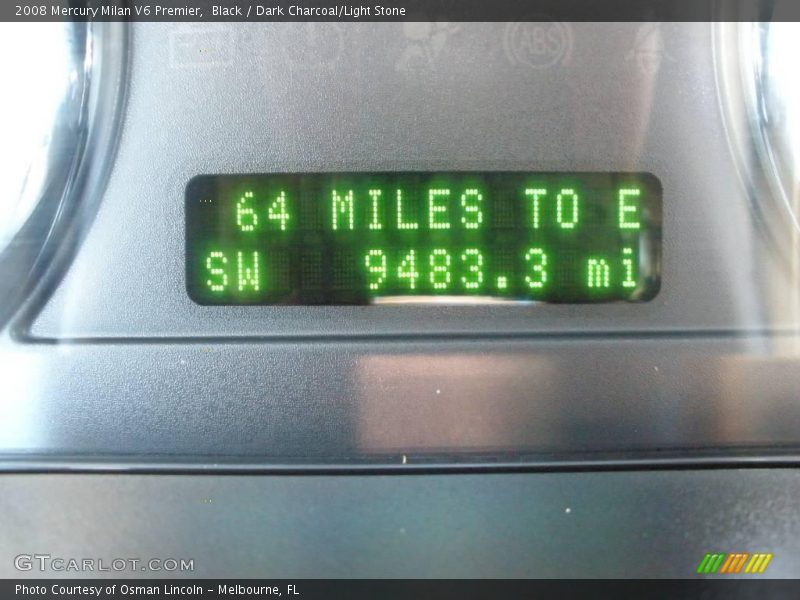 2008 Mercury Milan V6 Premier,  Black / Dark Charcoal/Light Stone
ABS
64 MILES TO E
SW 9483.3 mi
GTCARLOT.COM
Photo Courtesy of Osman Lincoln - Melbourne, FL